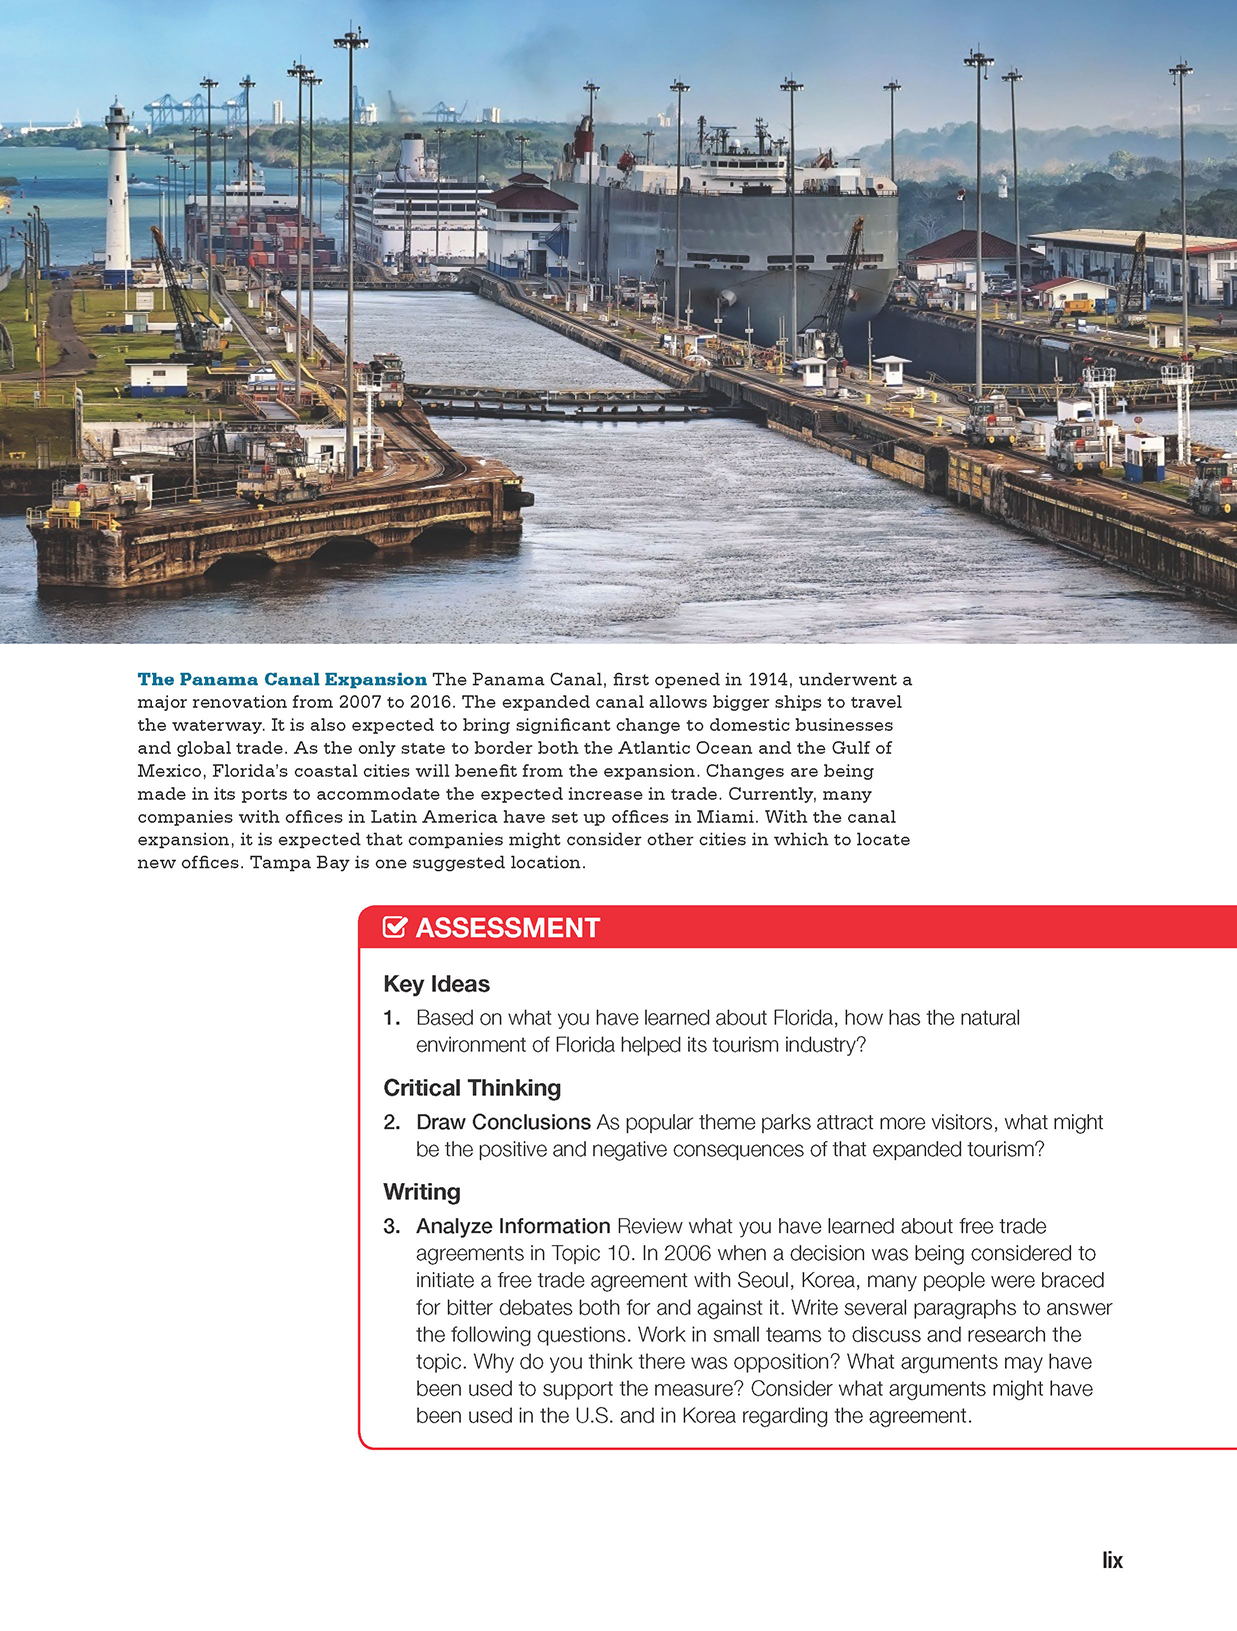 The Panama Canal Expansion The Panama Canal, first opened in 1914, underwent a
major renovation from 2007 to 2016. The expanded canal allows bigger ships to travel
the waterway. It is also expected to bring significant change to domestic businesses
and global trade. As the only state to border both the Atlantic Ocean and the Gulf of
Mexico, Florida's coastal cities will benefit from the expansion. Changes are being
made in its ports to accommodate the expected increase in trade. Currently, many
companies with offices in Latin America have set up offices in Miami. With the canal
expansion, it is expected that companies might consider other cities in which to locate
new offices. Tampa Bay is one suggested location.
ASSESSMENT
Key Ideas
1. Based on what you have learned about Florida, how has the natural
environment of Florida helped its tourism industry?
Critical Thinking
2. Draw Conclusions As popular theme parks attract more visitors, what might
be the positive and negative consequences of that expanded tourism?
Writing
3. Analyze Information Review what you have learned about free trade
agreements in Topic 10. In 2006 when a decision was being considered to
initiate a free trade agreement with Seoul, Korea, many people were braced
for bitter debates both for and against it. Write several paragraphs to answer
the following questions. Work in small teams to discuss and research the
topic. Why do you think there was opposition? What arguments may have
been used to support the measure? Consider what arguments might have
been used in the U.S. and in Korea regarding the agreement.
lix